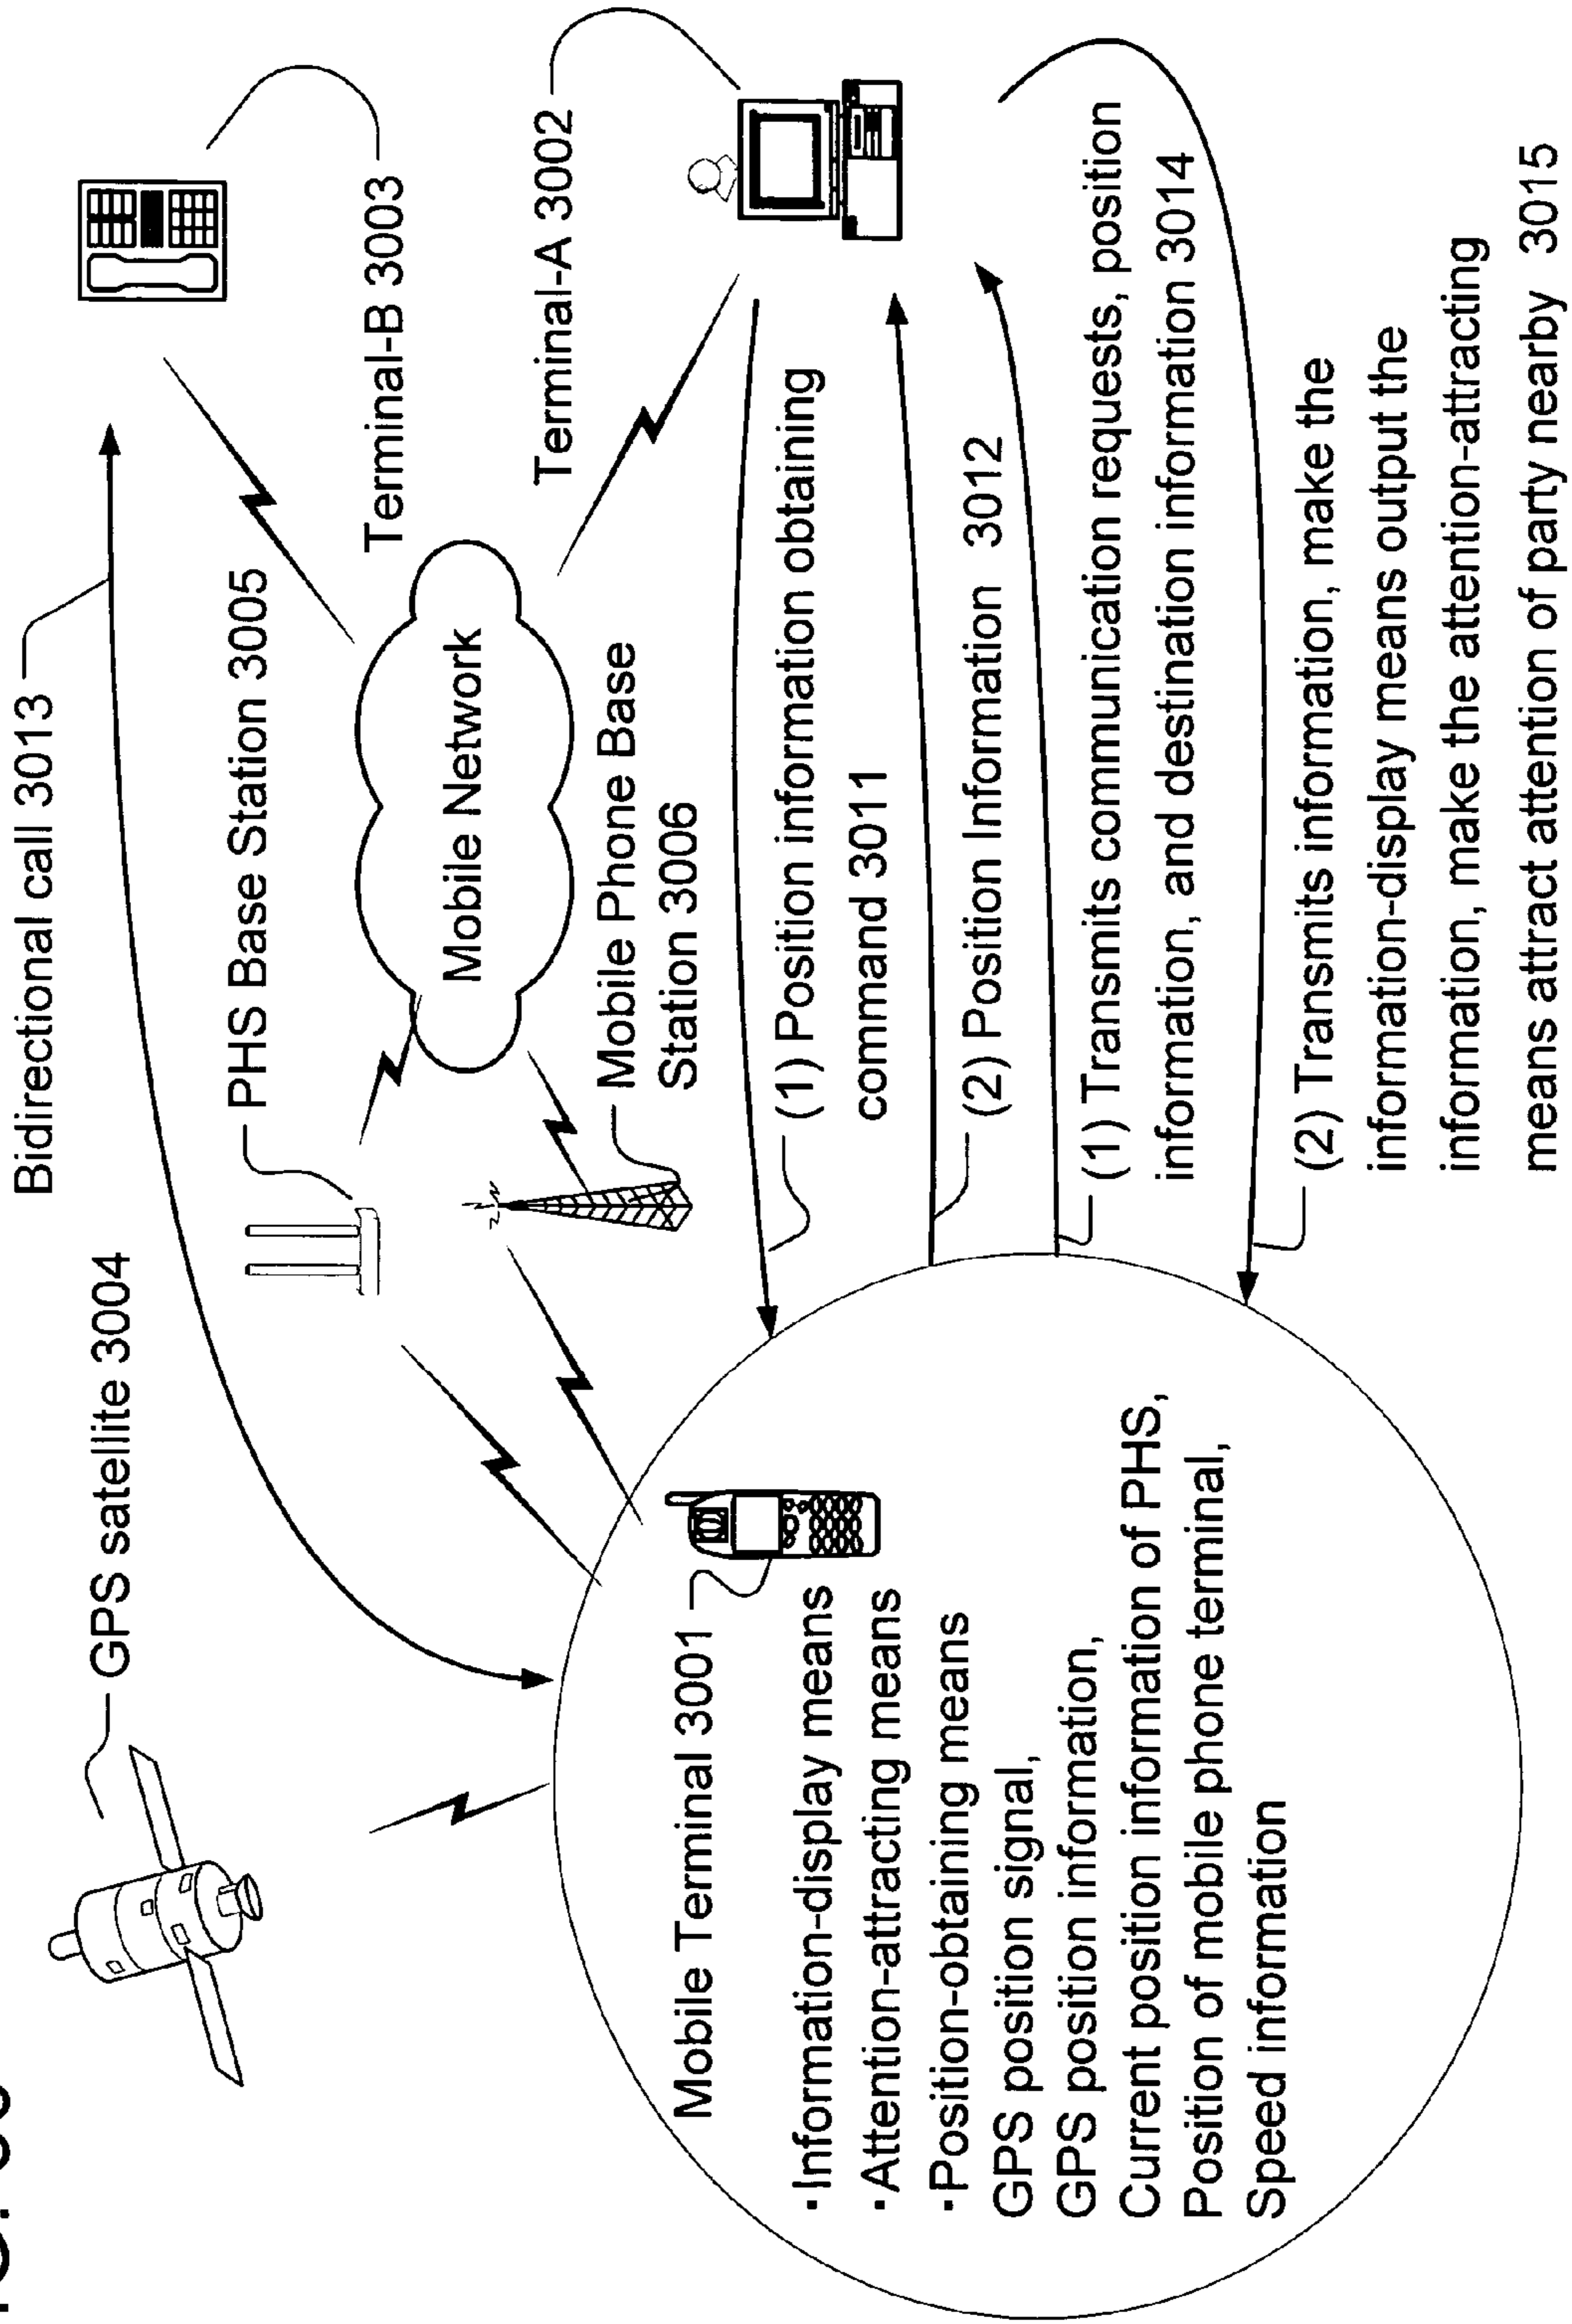 Bidirectional call 3013
GPS satellite 3004
PHS Base Station 3005
Terminal-B 3003
Mobile Network
Terminal-A 3002
Mobile Phone Base
Station 3006
Mobile Terminal 3001
·Information-display means
·Attention-attracting means
·Position-obtaining means
GPS position signal,
GPS position information,
Current position information of PHS,
Position of mobile phone terminal,
Speed information
(1) Position information obtaining
command 3011
(2) Position Information 3012
(1) Transmits communication requests, position
information, and destination information 3014
(2) Transmits information, make the
information-display means output the
information, make the attention-attracting
means attract attention of party nearby 3015